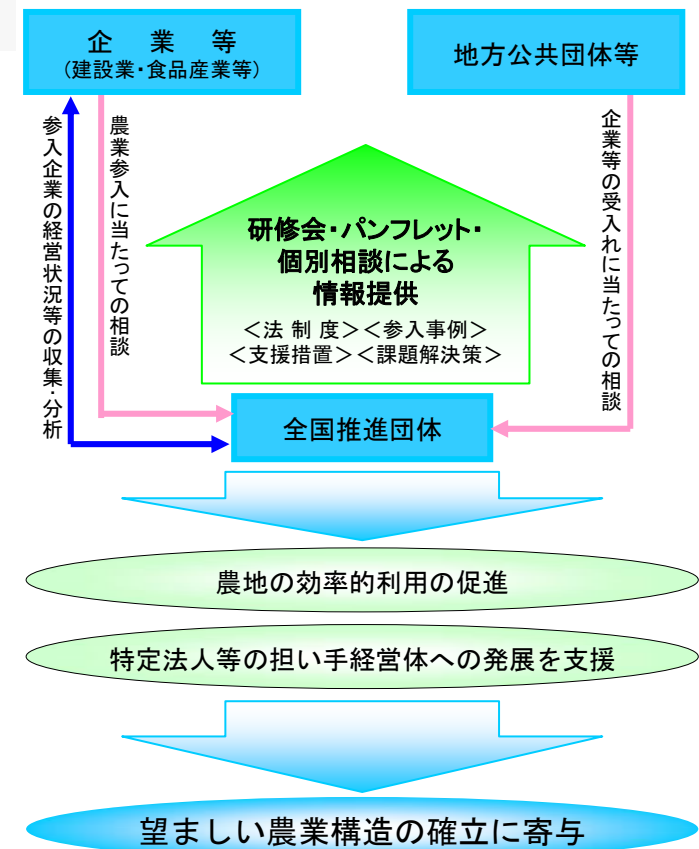 企 業 等
(建設業・食品産業等)
地方公共団体等
参入企業の経営状況等の収集・分析
農業参入に当たっての相談
企業等の受入れに当たっての相談
研修会・パンフレット・
個別相談による
情報提供
＜法 制 度＞＜参入事例＞
＜支援措置＞＜課題解決策＞
全国推進団体
農地の効率的利用の促進
特定法人等の担い手経営体への発展を支援
望ましい農業構造の確立に寄与